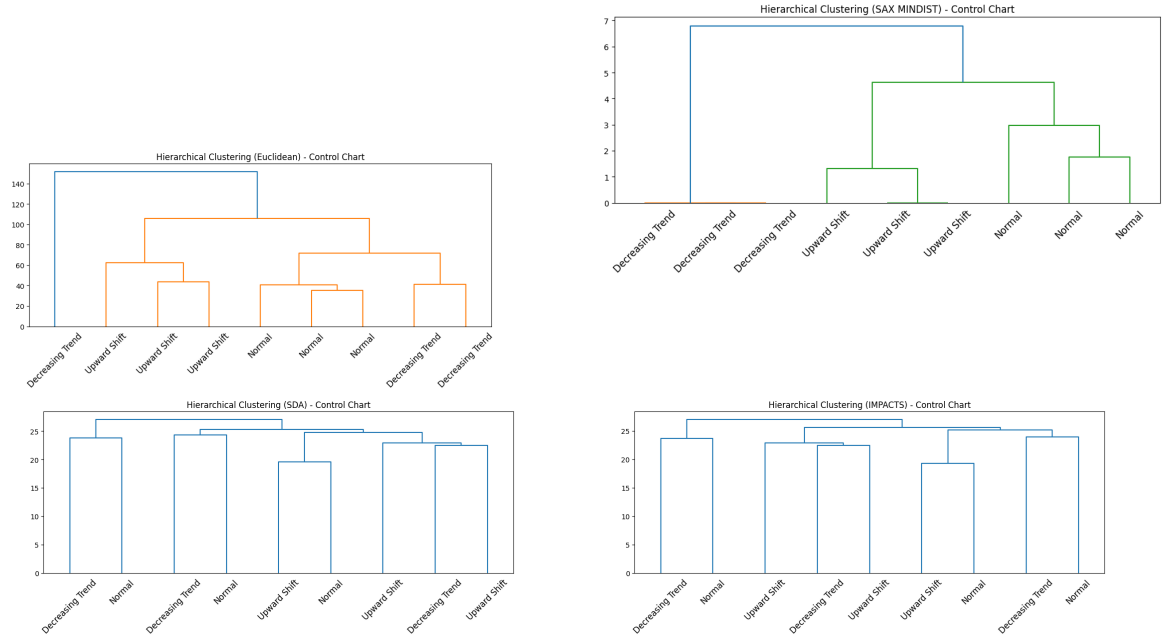 Hierarchical Clustering (SAX MINDIST) - Control Chart
7
6
5
4
3
2
1
0
Decreasing Trend
Decreasing Trend
Decreasing Trend
Upward Shift
Upward Shift
Upward Shift
Normal
Normal
Normal
Hierarchical Clustering (Euclidean) - Control Chart
140
120
100
80
60
40
20
0
Decreasing Trend
Upward Shift
Upward Shift
Upward Shift
Normal
Normal
Normal
Decreasing Trend
Decreasing Trend
Hierarchical Clustering (SDA) - Control Chart
25
20
15
10
5
0
Decreasing Trend
Normal
Decreasing Trend
Normal
Upward Shift
Normal
Upward Shift
Decreasing Trend
Upward Shift
Hierarchical Clustering (IMPACTS) - Control Chart
25
20
15
10
5
0
Decreasing Trend
Normal
Upward Shift
Decreasing Trend
Upward Shift
Upward Shift
Normal
Decreasing Trend
Normal